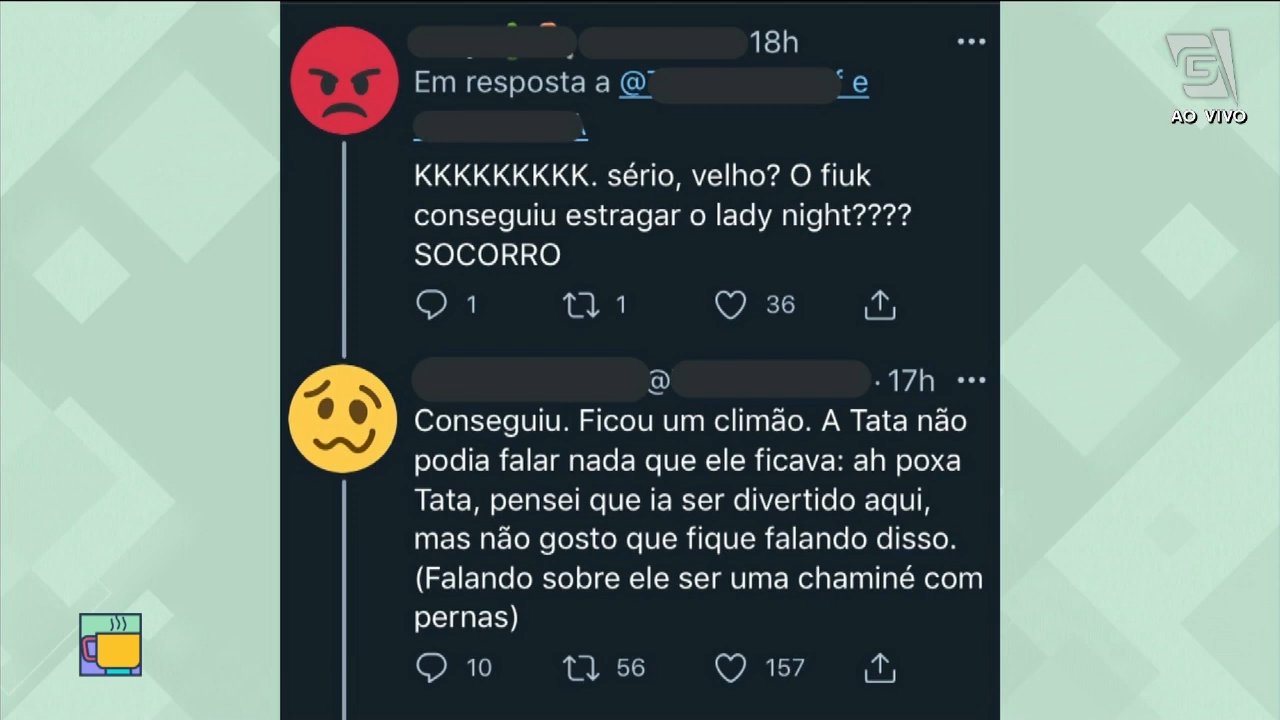 18h
Em resposta a @
e
KKKKKKKKK. sério, velho? O fiuk
conseguiu estragar o lady night????
SOCORRO
1 1 36
@ · 17h
Conseguiu. Ficou um climão. A Tata não
podia falar nada que ele ficava: ah poxa
Tata, pensei que ia ser divertido aqui,
mas não gosto que fique falando disso.
(Falando sobre ele ser uma chaminé com
pernas)
10 56 157
G
AO VIVO